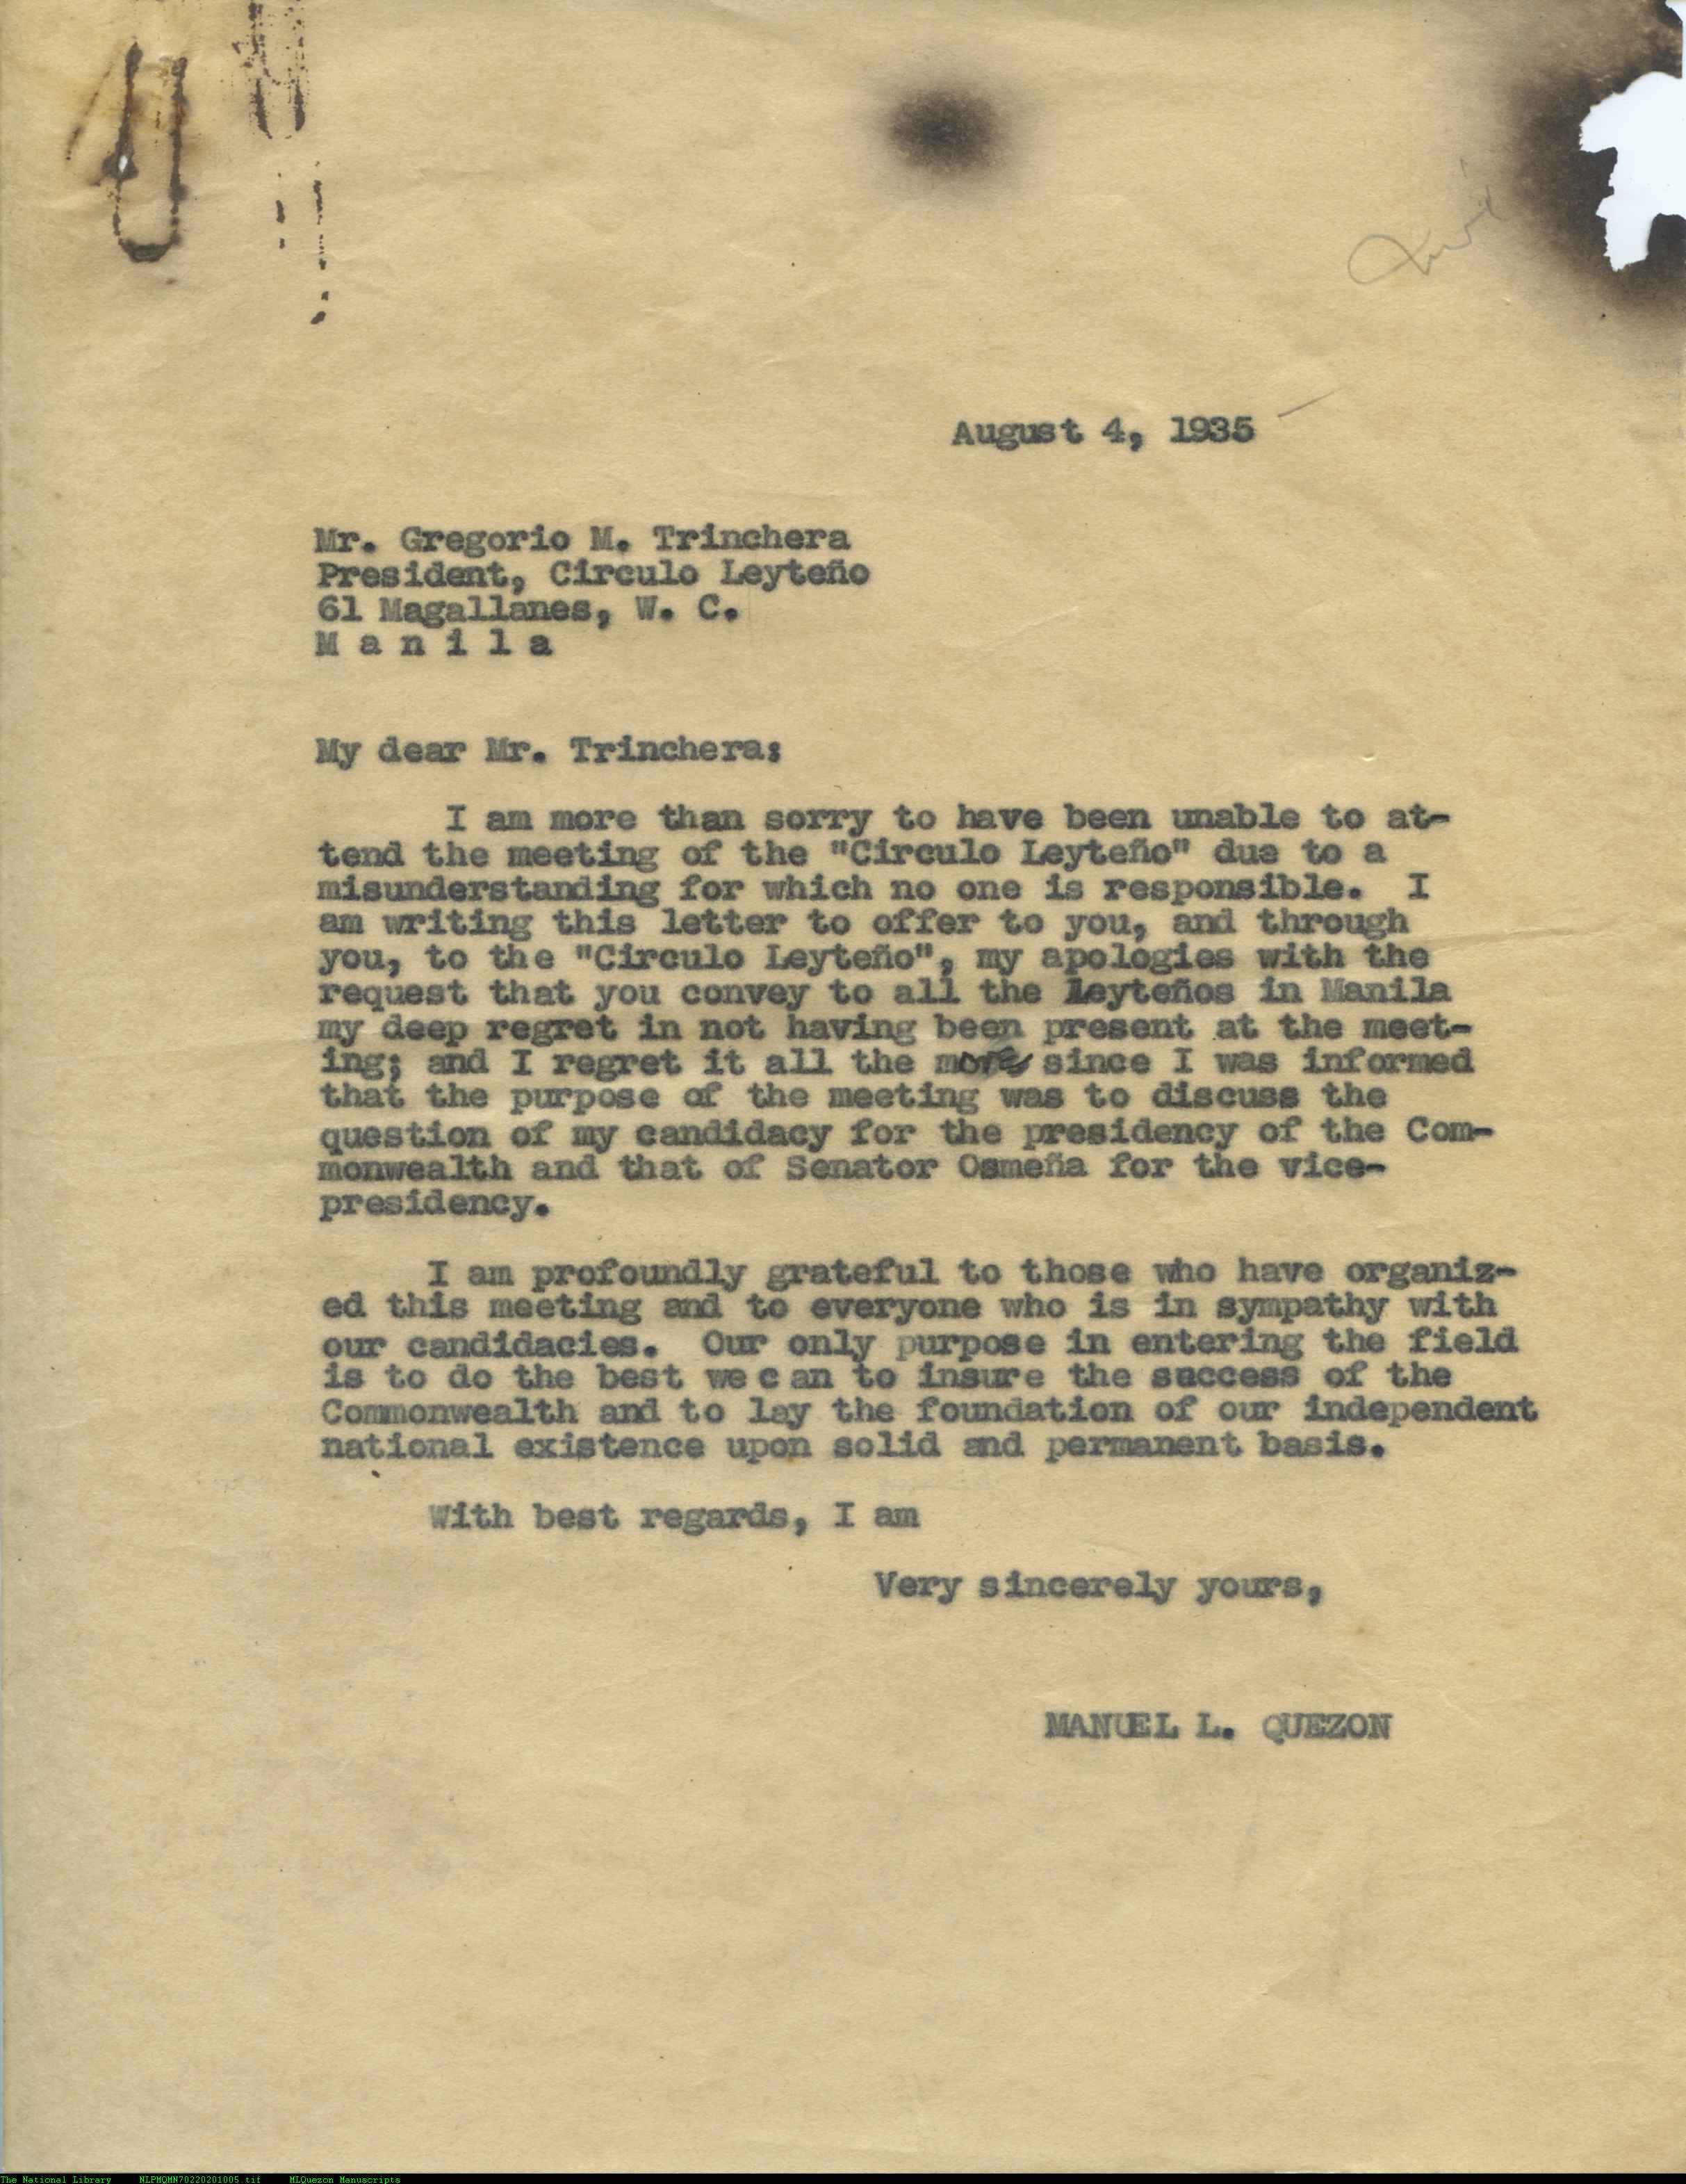 August 4, 1935
Mr. Gregorio M. Trinchera
President, Circulo Leyteño
61 Magallanes, W. C.
M a n i l a
My dear Mr. Trinchera:
I am more than sorry to have been unable to at-
tend the meeting of the "Circulo Leyteño" due to a
misunderstanding for which no one is responsible. I
am writing this letter to offer to you, and through
you, to the "Circulo Leyteño", my apologies with the
request that you convey to all the Leyteños in Manila
my deep regret in not having been present at the meet-
ing; and I regret it all the more since I was informed
that the purpose of the meeting was to discuss the
question of my candidacy for the presidency of the Com-
monwealth and that of Senator Osmeña for the vice-
presidency.
I am profoundly grateful to those who have organiz-
ed this meeting and to everyone who is in sympathy with
our candidacies. Our only purpose in entering the field
is to do the best we can to insure the success of the
Commonwealth and to lay the foundation of our independent
national existence upon solid and permanent basis.
With best regards, I am
Very sincerely yours,
MANUEL L. QUEZON
The National Library NLPMQMN70220201005.tif MLQuezon Manuscripts